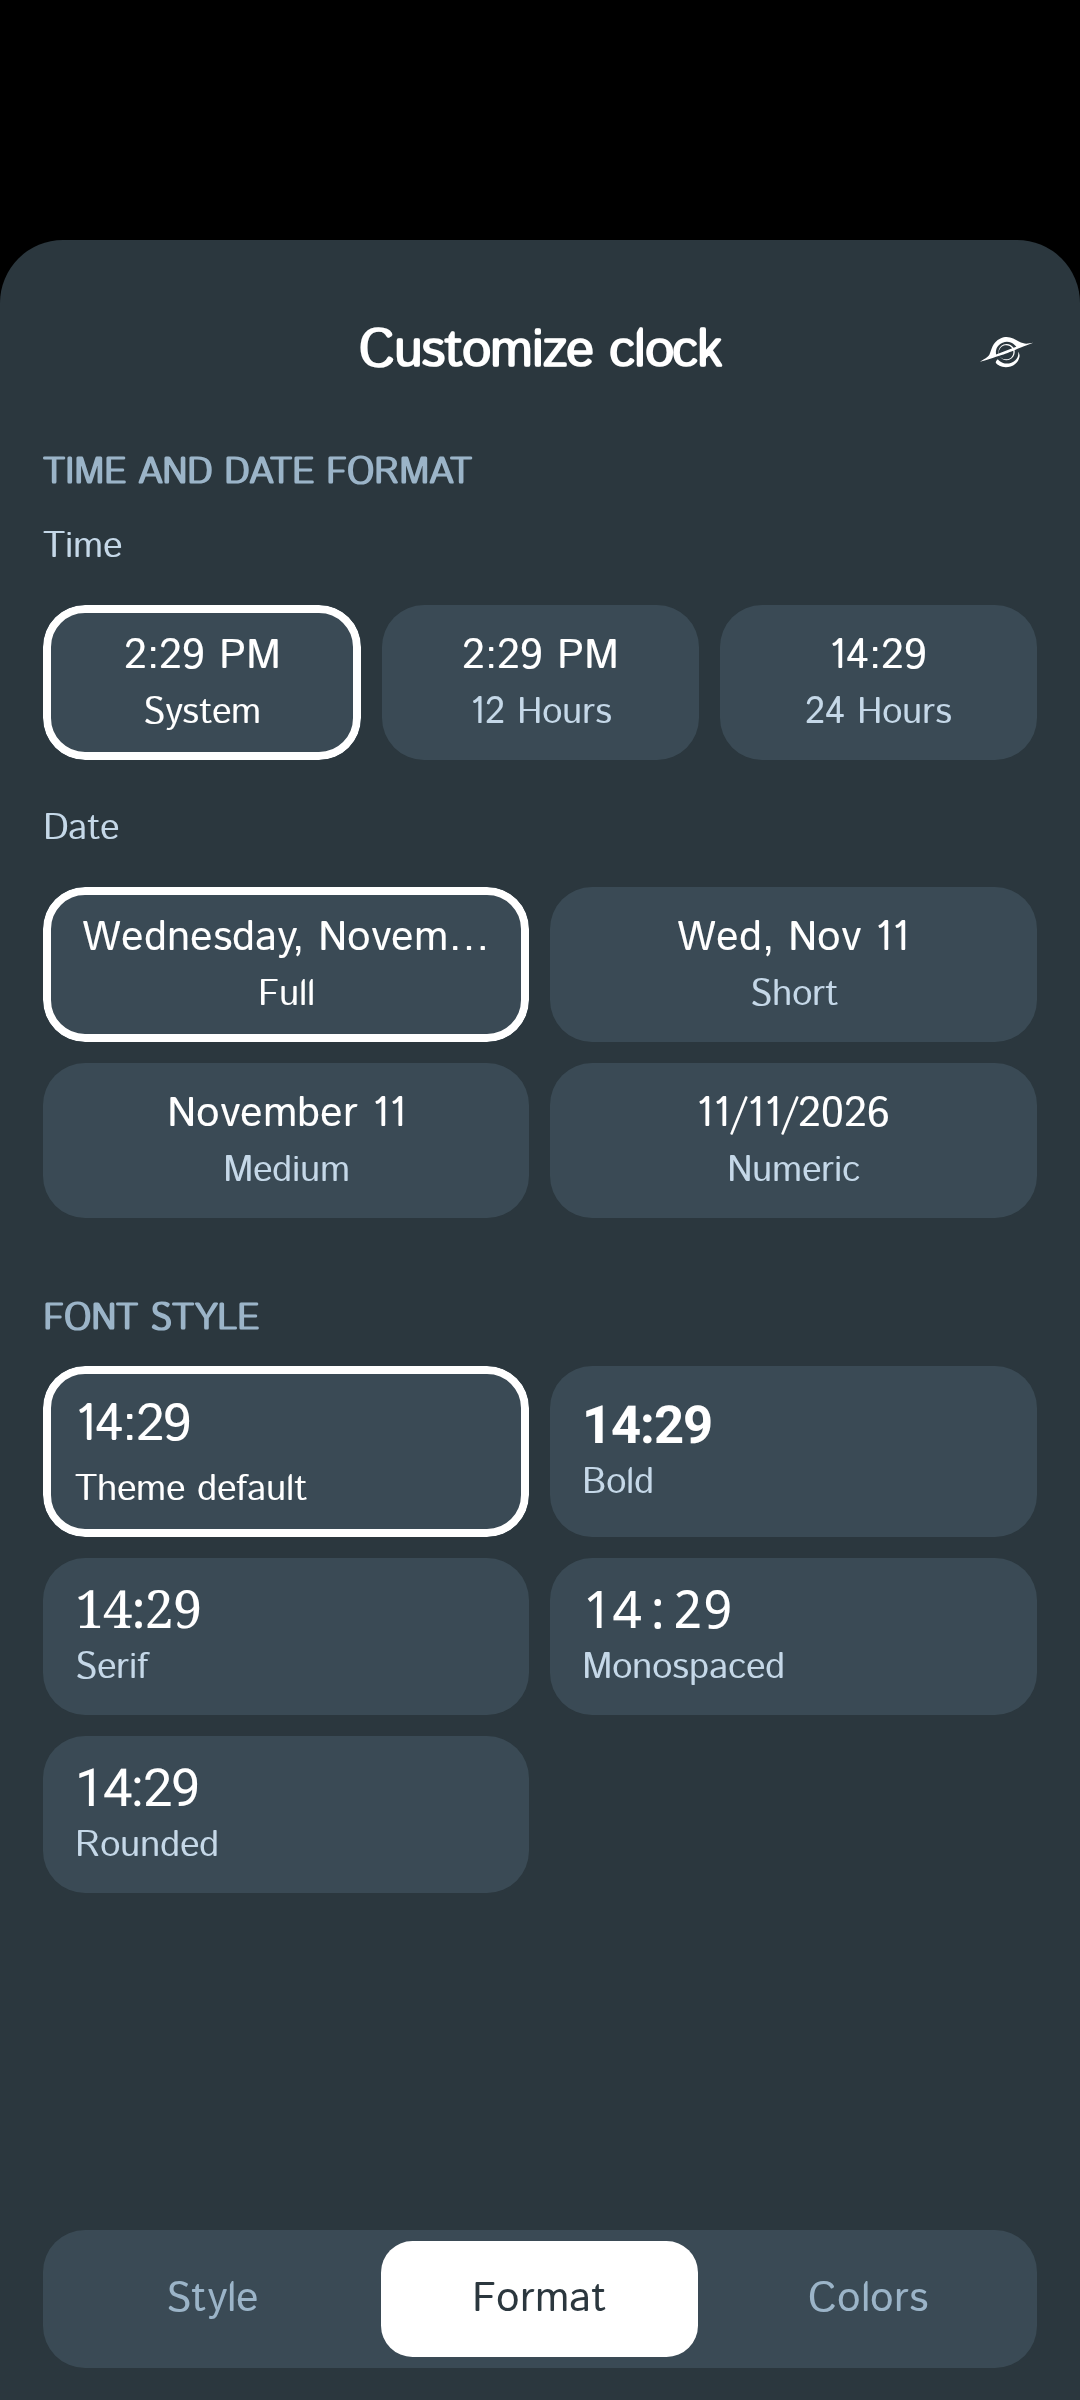 Customize clock
TIME AND DATE FORMAT
Time
2:29 PM
System
2:29 PM
12 Hours
14:29
24 Hours
Date
Wednesday, Novem...
Full
Wed, Nov 11
Short
November 11
Medium
11/11/2026
Numeric
FONT STYLE
14:29
Theme default
14:29
Bold
14:29
Serif
14:29
Monospaced
14:29
Rounded
Style
Format
Colors